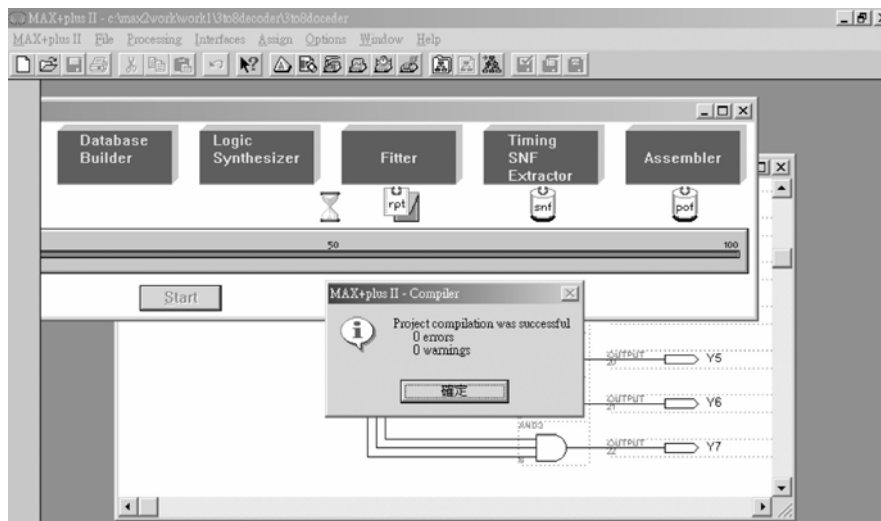 MAX+plus II - c:\max2work\work1\3to8decoder\3to8doceder
MAX+plus II File Processing Interfaces Assign Options Window Help
Database Builder
Logic Synthesizer
Fitter
Timing SNF Extractor
Assembler
rpt
snf
pof
50
100
Start
MAX+plus II - Compiler
Project compilation was successful
0 errors
0 warnings
確定
OUTPUT
Y5
OUTPUT
21
Y6
AND3
OUTPUT
22
Y7